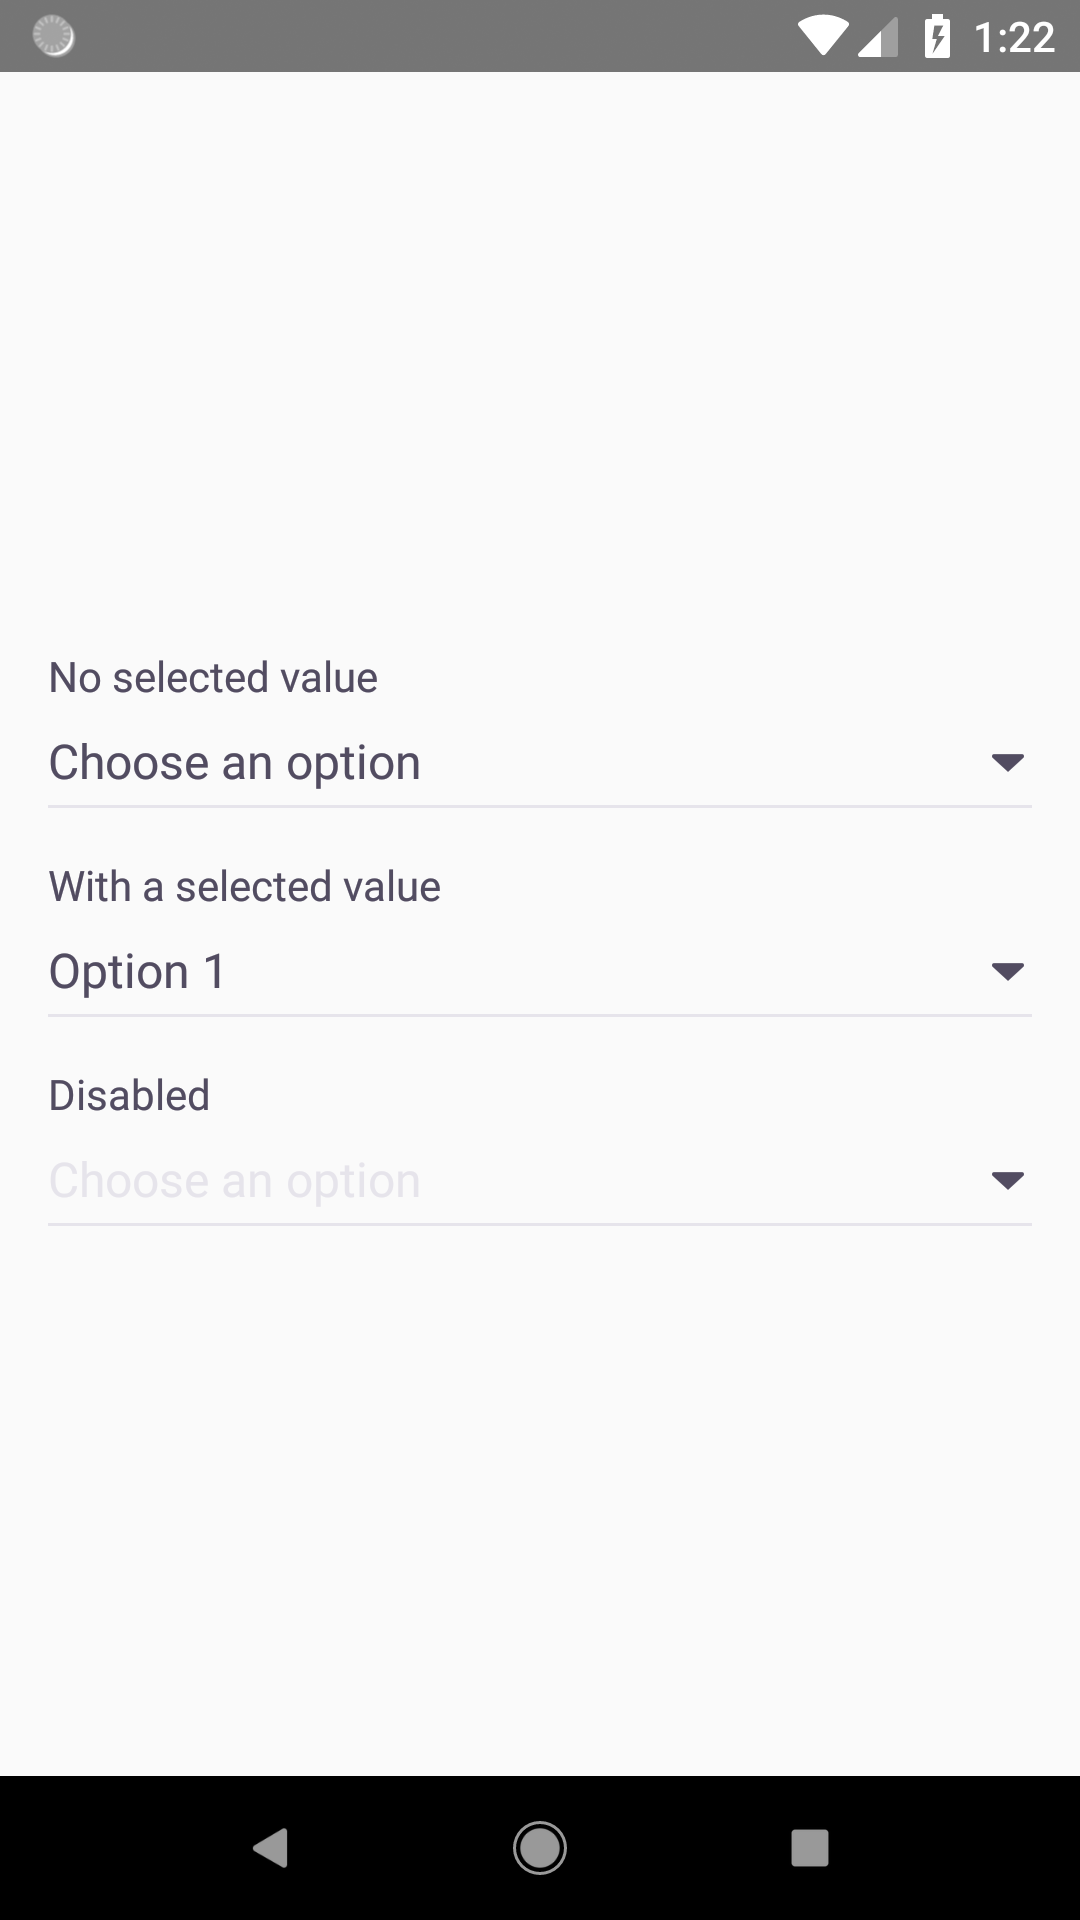 1:22
No selected value
Choose an option
With a selected value
Option 1
Disabled
Choose an option